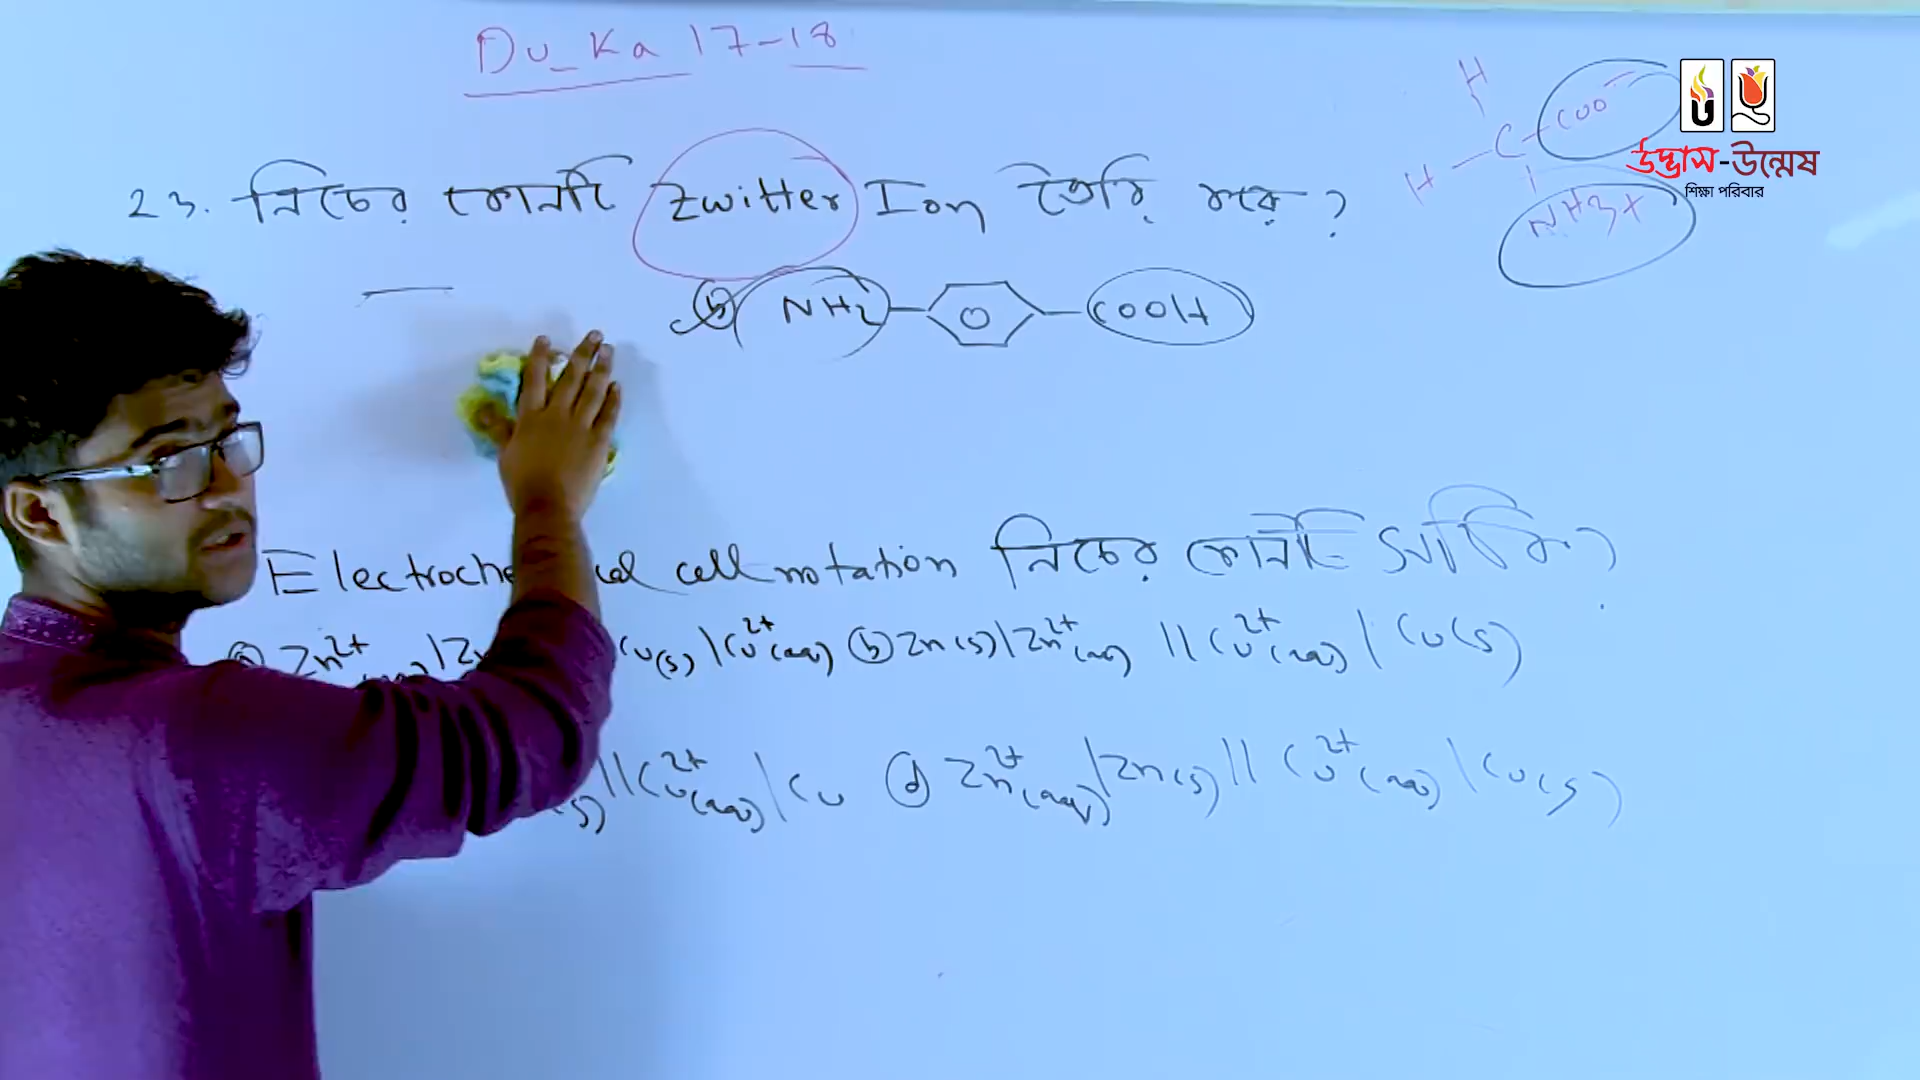 Du_Ka 17-18
23. নিচের কোনটি Zwitter Ion তৈরি করে?
(b) NH2 COOH
H
C COO-
H
NH3+
উদ্ভাস-উন্মেষ
শিক্ষা পরিবার
cell notation নিচের কোনটি সঠিক?
(a) Zn2+ Cu(s) | Cu2+(aq) (b) Zn(s) | Zn2+(aq) || Cu2+(aq) | Cu(s)
(s) || Cu2+(aq) | Cu (d) Zn2+(aq) | Zn(s) || Cu2+(aq) | Cu(s)